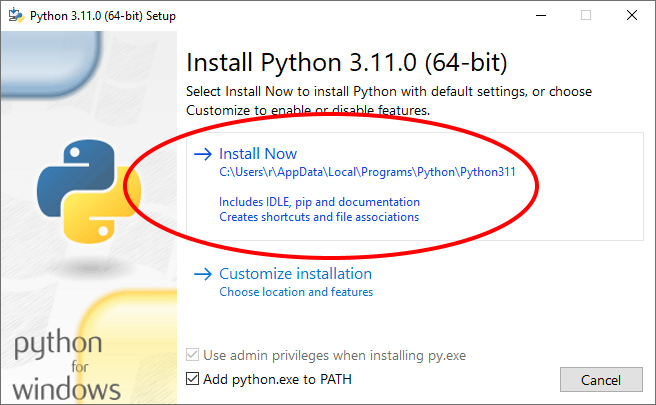 Python 3.11.0 (64-bit) Setup
Install Python 3.11.0 (64-bit)
Select Install Now to install Python with default settings, or choose
Customize to enable or disable features.
Install Now
C:\Users\r\AppData\Local\Programs\Python\Python311
Includes IDLE, pip and documentation
Creates shortcuts and file associations
Customize installation
Choose location and features
Use admin privileges when installing py.exe
Add python.exe to PATH
Cancel
python
for
windows